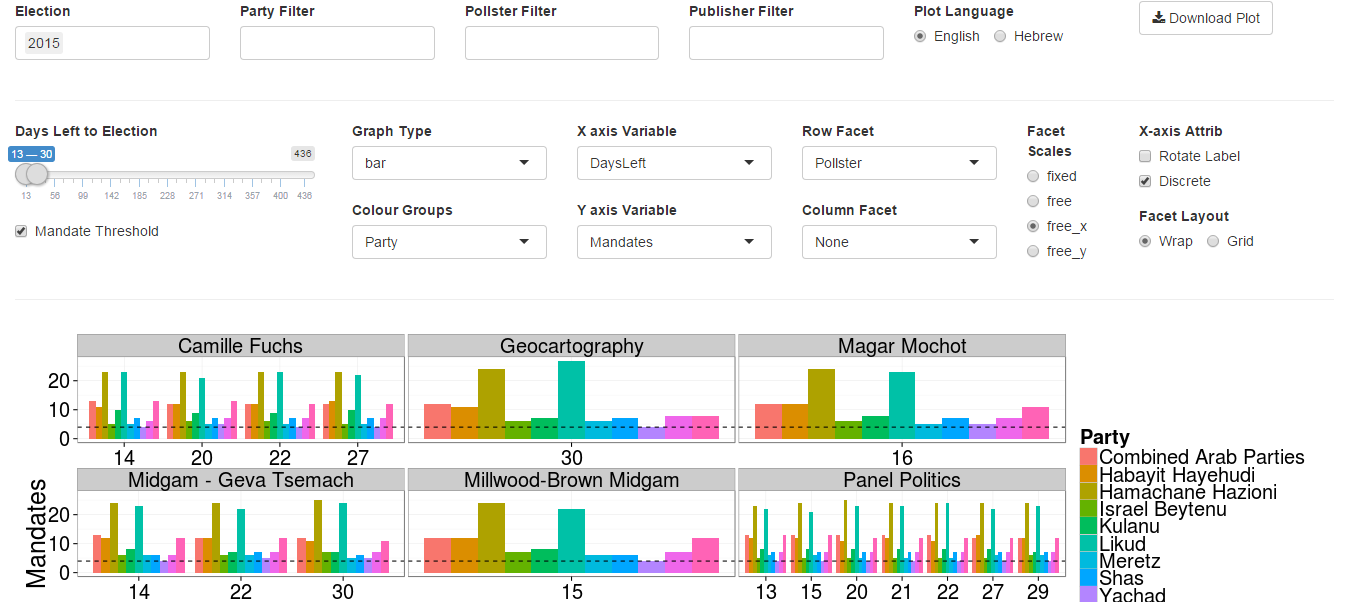 Election Party Filter Pollster Filter Publisher Filter Plot Language Download Plot
2015 English Hebrew
Days Left to Election Graph Type X axis Variable Row Facet Facet Scales X-axis Attrib
13 — 30 436 bar DaysLeft Pollster fixed Rotate Label
13 56 99 142 185 228 271 314 357 400 436 free Discrete
Mandate Threshold Colour Groups Y axis Variable Column Facet free_x Facet Layout
Party Mandates None free_y Wrap Grid
Camille Fuchs Geocartography Magar Mochot
20
10
0
14 20 22 27 30 16
Midgam - Geva Tsemach Millwood-Brown Midgam Panel Politics
Mandates
20
10
0
14 22 30 15 13 15 20 21 22 27 29
Party
Combined Arab Parties
Habayit Hayehudi
Hamachane Hazioni
Israel Beytenu
Kulanu
Likud
Meretz
Shas
Yachad